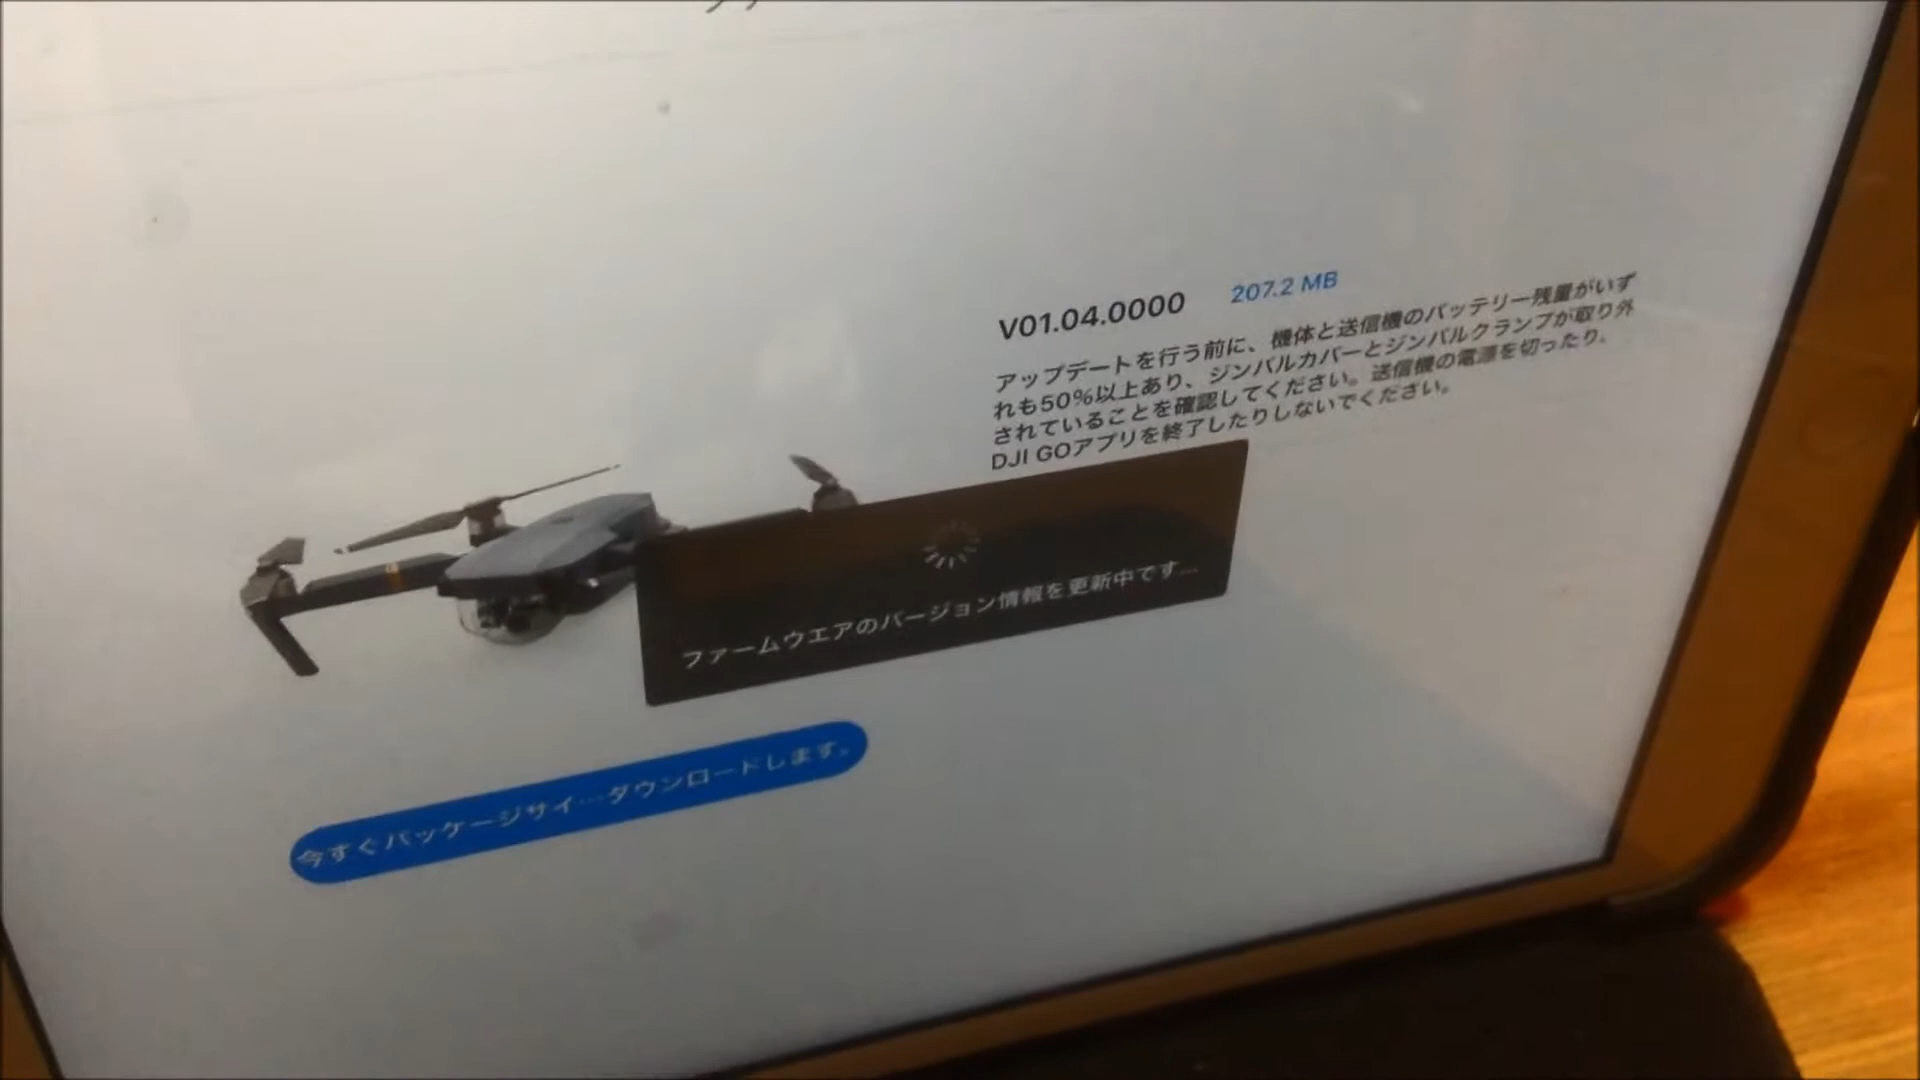 V01.04.0000 207.2 MB
アップデートを行う前に、機体と送信機のバッテリー残量がいず
れも50%以上あり、ジンバルカバーとジンバルクランプが取り外
されていることを確認してください。送信機の電源を切ったり、
DJI GOアプリを終了したりしないでください。
ファームウエアのバージョン情報を更新中です...
今すぐパッケージサイ…ダウンロードします。